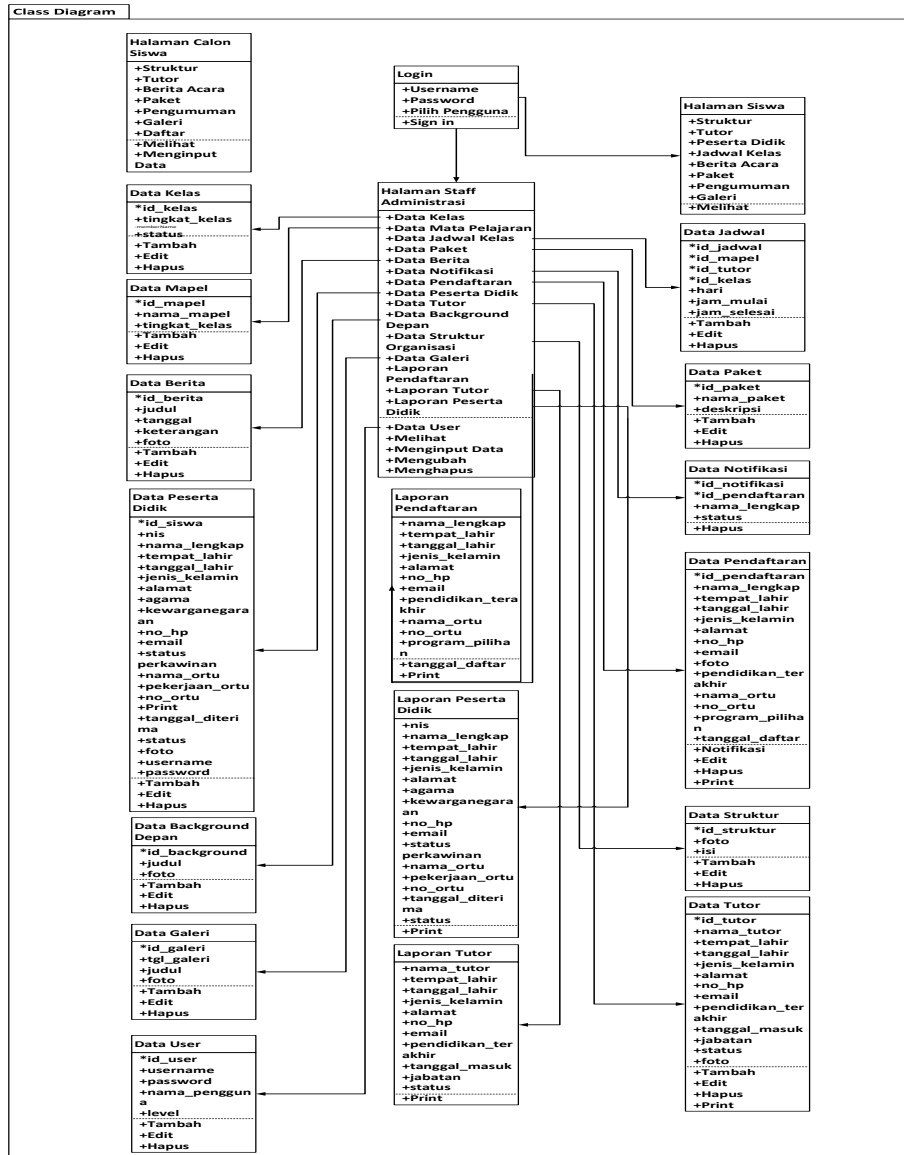 Class Diagram
Halaman Calon
Siswa
+Struktur
+Tutor
+Berita Acara
+Paket
+Pengumuman
+Galeri
+Daftar
+Melihat
+Menginput
Data
Login
+Username
+Password
+Pilih Pengguna
+Sign in
Halaman Siswa
+Struktur
+Tutor
+Peserta Didik
+Jadwal Kelas
+Berita Acara
+Paket
+Pengumuman
+Galeri
+Melihat
Data Kelas
*id_kelas
+tingkat_kelas
-memberName
+status
+Tambah
+Edit
+Hapus
Halaman Staff
Administrasi
+Data Kelas
+Data Mata Pelajaran
+Data Jadwal Kelas
+Data Paket
+Data Berita
+Data Notifikasi
+Data Pendaftaran
+Data Peserta Didik
+Data Tutor
+Data Background
Depan
+Data Struktur
Organisasi
+Data Galeri
+Laporan
Pendaftaran
+Laporan Tutor
+Laporan Peserta
Didik
+Data User
+Melihat
+Menginput Data
+Mengubah
+Menghapus
Data Jadwal
*id_jadwal
*id_mapel
*id_tutor
*id_kelas
+hari
+jam_mulai
+jam_selesai
+Tambah
+Edit
+Hapus
Data Mapel
*id_mapel
+nama_mapel
+tingkat_kelas
+Tambah
+Edit
+Hapus
Data Paket
*id_paket
+nama_paket
+deskripsi
+Tambah
+Edit
+Hapus
Data Berita
*id_berita
+judul
+tanggal
+keterangan
+foto
+Tambah
+Edit
+Hapus
Data Notifikasi
*id_notifikasi
*id_pendaftaran
+nama_lengkap
+status
+Hapus
Data Peserta
Didik
*id_siswa
+nis
+nama_lengkap
+tempat_lahir
+tanggal_lahir
+jenis_kelamin
+alamat
+agama
+kewarganegara
an
+no_hp
+email
+status
perkawinan
+nama_ortu
+pekerjaan_ortu
+no_ortu
+Print
+tanggal_diteri
ma
+status
+foto
+username
+password
+Tambah
+Edit
+Hapus
Laporan
Pendaftaran
+nama_lengkap
+tempat_lahir
+tanggal_lahir
+jenis_kelamin
+alamat
+no_hp
+email
+pendidikan_tera
khir
+nama_ortu
+no_ortu
+program_piliha
n
+tanggal_daftar
+Print
Data Pendaftaran
*id_pendaftaran
+nama_lengkap
+tempat_lahir
+tanggal_lahir
+jenis_kelamin
+alamat
+no_hp
+email
+foto
+pendidikan_ter
akhir
+nama_ortu
+no_ortu
+program_piliha
n
+tanggal_daftar
+Notifikasi
+Edit
+Hapus
+Print
Laporan Peserta
Didik
+nis
+nama_lengkap
+tempat_lahir
+tanggal_lahir
+jenis_kelamin
+alamat
+agama
+kewarganegara
an
+no_hp
+email
+status
perkawinan
+nama_ortu
+pekerjaan_ortu
+no_ortu
+tanggal_diteri
ma
+status
+Print
Data Background
Depan
*id_background
+judul
+foto
+Tambah
+Edit
+Hapus
Data Struktur
*id_struktur
+foto
+isi
+Tambah
+Edit
+Hapus
Data Galeri
*id_galeri
+tgl_galeri
+judul
+foto
+Tambah
+Edit
+Hapus
Laporan Tutor
+nama_tutor
+tempat_lahir
+tanggal_lahir
+jenis_kelamin
+alamat
+no_hp
+email
+pendidikan_ter
akhir
+tanggal_masuk
+jabatan
+status
+Print
Data Tutor
*id_tutor
+nama_tutor
+tempat_lahir
+tanggal_lahir
+jenis_kelamin
+alamat
+no_hp
+email
+pendidikan_ter
akhir
+tanggal_masuk
+jabatan
+status
+foto
+Tambah
+Edit
+Hapus
+Print
Data User
*id_user
+username
+password
+nama_penggun
a
+level
+Tambah
+Edit
+Hapus